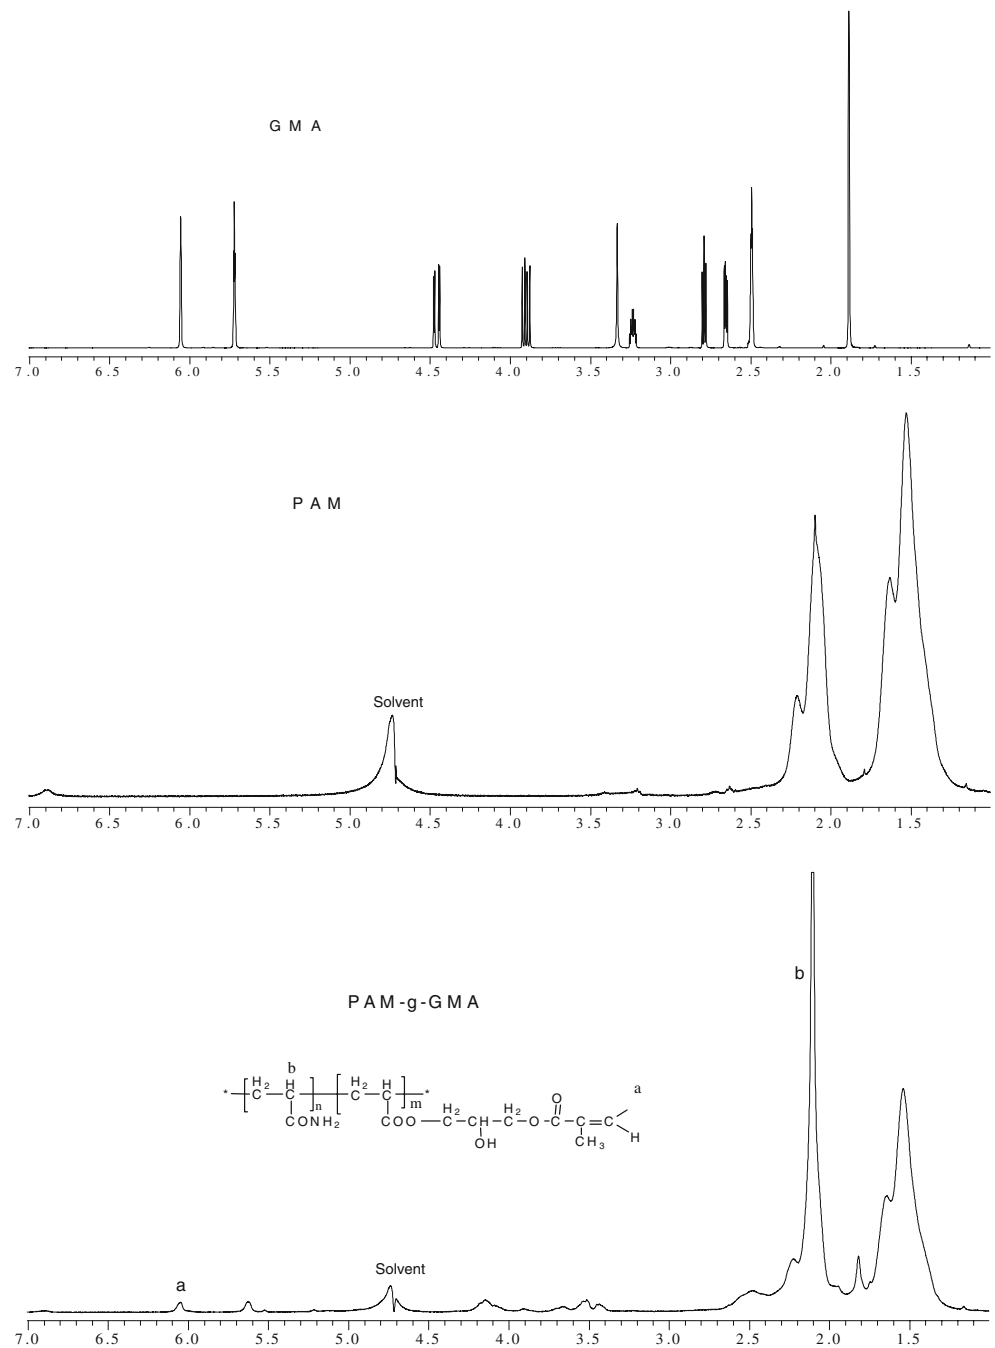 GMA
7.0 6.5 6.0 5.5 5.0 4.5 4.0 3.5 3.0 2.5 2.0 1.5
PAM
Solvent
7.0 6.5 6.0 5.5 5.0 4.5 4.0 3.5 3.0 2.5 2.0 1.5
b
PAM-g-GMA
b a
* [ H2 C H C ]n [ H2 C H C ]m *
CONH2 COO H2 C CH H2 C O C O C C H
OH CH3
Solvent
a
7.0 6.5 6.0 5.5 5.0 4.5 4.0 3.5 3.0 2.5 2.0 1.5